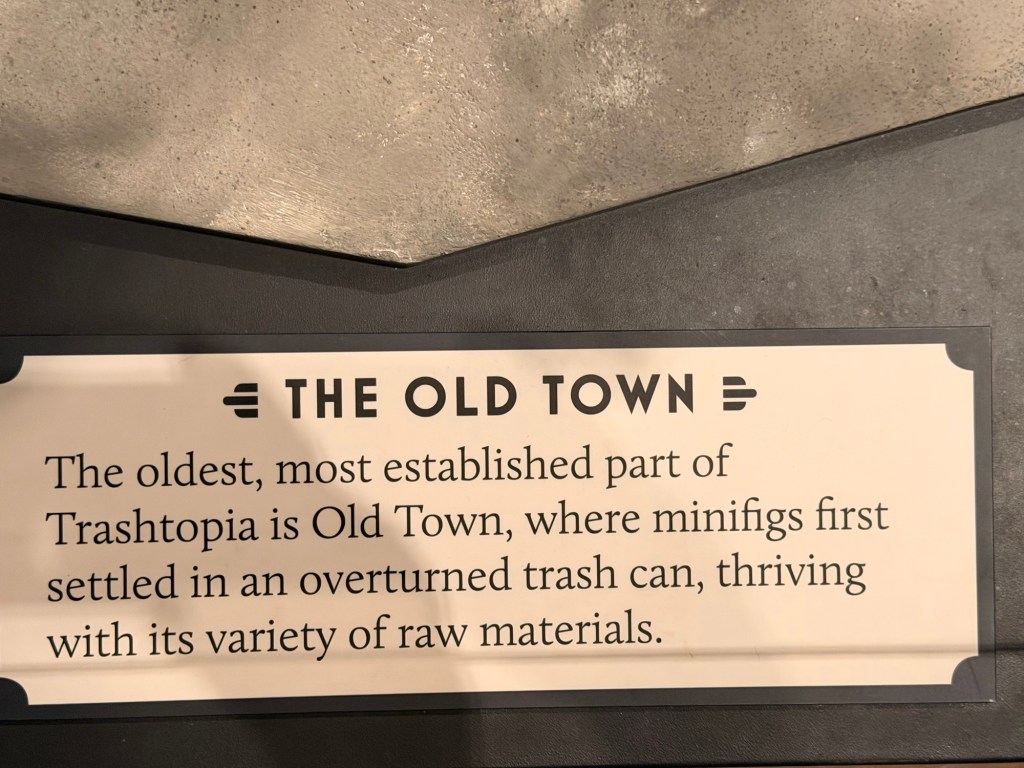 THE OLD TOWN
The oldest, most established part of
Trashtopia is Old Town, where minifigs first
settled in an overturned trash can, thriving
with its variety of raw materials.